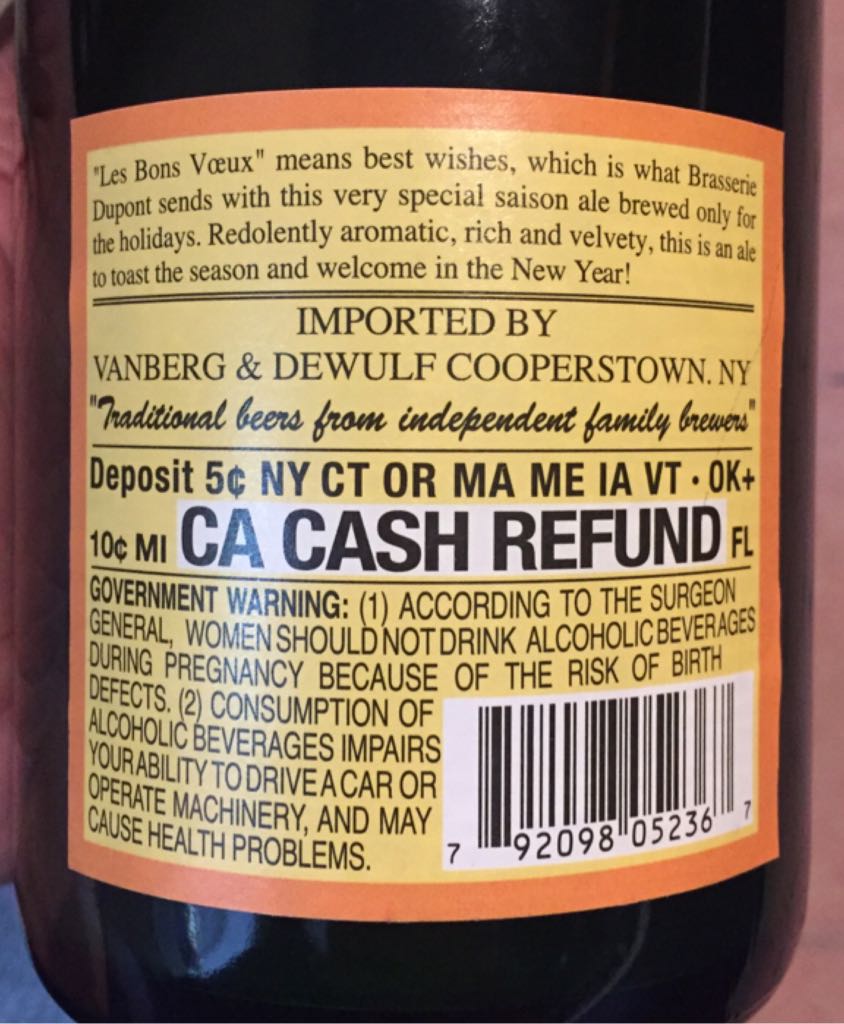 "Les Bons Vœux" means best wishes, which is what Brasserie
Dupont sends with this very special saison ale brewed only for
the holidays. Redolently aromatic, rich and velvety, this is an ale
to toast the season and welcome in the New Year!
IMPORTED BY
VANBERG & DEWULF COOPERSTOWN. NY
"Traditional beers from independent family brewers"
Deposit 5¢ NY CT OR MA ME IA VT · OK+
10¢ MI CA CASH REFUND FL
GOVERNMENT WARNING: (1) ACCORDING TO THE SURGEON
GENERAL, WOMEN SHOULD NOT DRINK ALCOHOLIC BEVERAGES
DURING PREGNANCY BECAUSE OF THE RISK OF BIRTH
DEFECTS. (2) CONSUMPTION OF
ALCOHOLIC BEVERAGES IMPAIRS
YOUR ABILITY TO DRIVE A CAR OR
OPERATE MACHINERY, AND MAY
CAUSE HEALTH PROBLEMS.
7 92098 05236 7